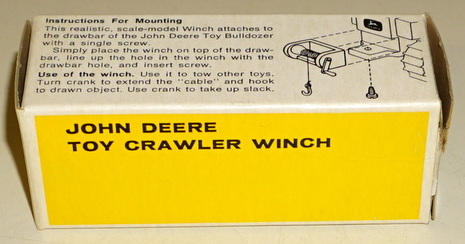 Instructions For Mounting
This realistic, scale-model Winch attaches to
the drawbar of the John Deere Toy Bulldozer
with a single screw.
Simply place the winch on top of the draw-
bar, line up the hole in the winch with the
drawbar hole, and insert screw.
Use of the winch. Use it to tow other toys.
Turn crank to extend the "cable" and hook
to drawn object. Use crank to take up slack.
JOHN DEERE
TOY CRAWLER WINCH